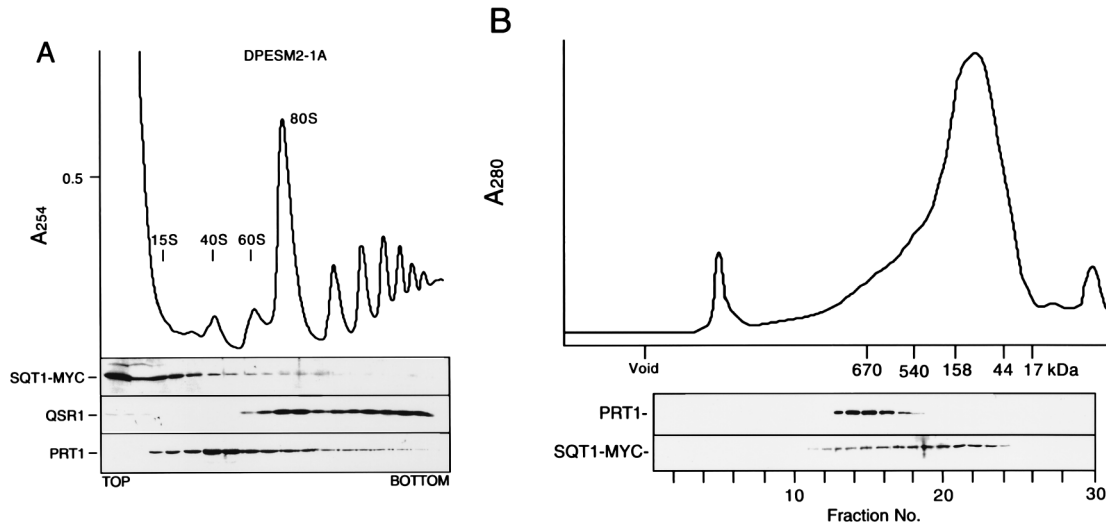 A
DPESM2-1A
80S
0.5
A254
15S 40S 60S
SQT1-MYC
QSR1
PRT1
TOP BOTTOM
B
A280
Void 670 540 158 44 17 kDa
PRT1-
SQT1-MYC-
10 20 30
Fraction No.